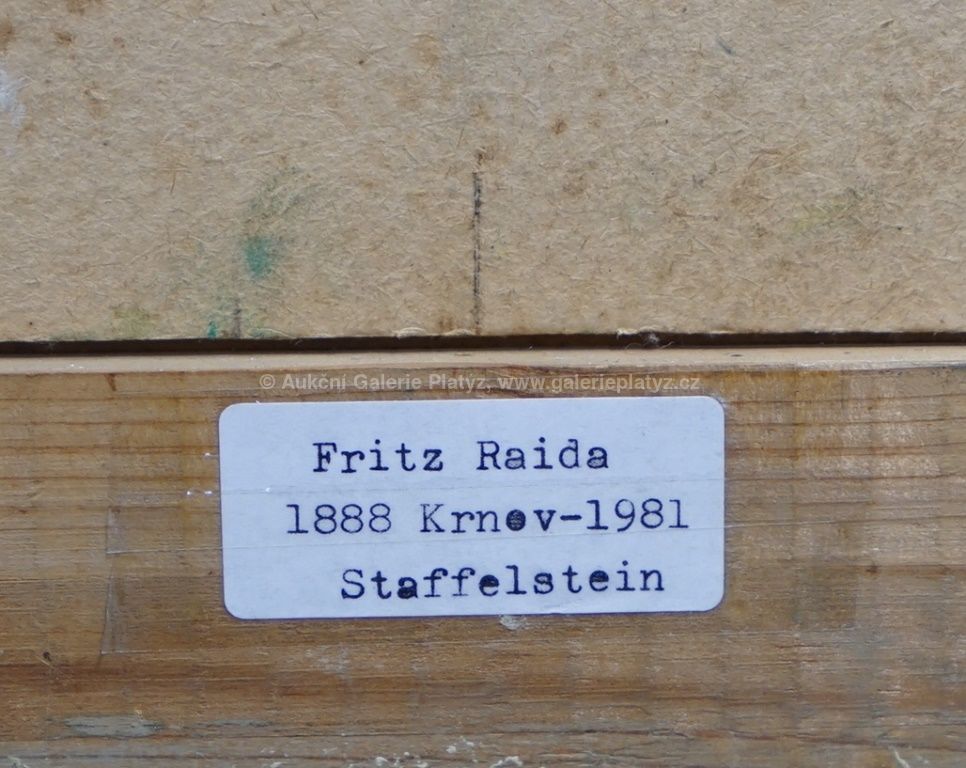 © Aukční Galerie Platyz, www.galerieplatyz.cz
Fritz Raida
1888 Krnov-1981
Staffelstein